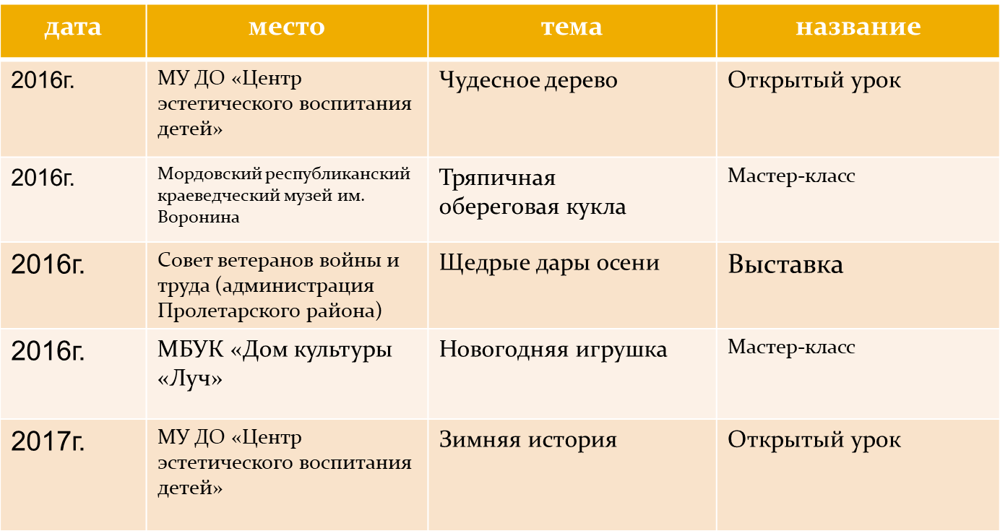 дата место тема название
2016г.
МУ ДО «Центр
эстетического воспитания
детей»
Чудесное дерево
Открытый урок
2016г.
Мордовский республиканский
краеведческий музей им.
Воронина
Тряпичная
обереговая кукла
Мастер-класс
2016г.
Совет ветеранов войны и
труда (администрация
Пролетарского района)
Щедрые дары осени
Выставка
2016г.
МБУК «Дом культуры
«Луч»
Новогодняя игрушка
Мастер-класс
2017г.
МУ ДО «Центр
эстетического воспитания
детей»
Зимняя история
Открытый урок